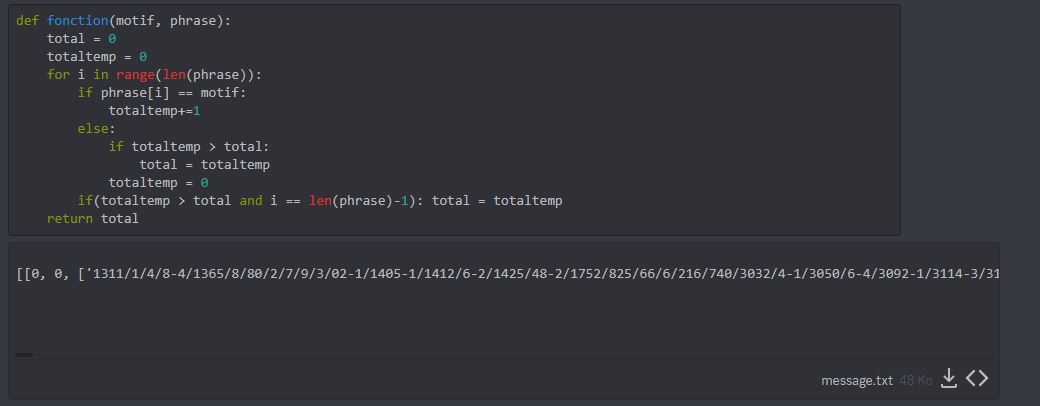 def fonction(motif, phrase):
    total = 0
    totaltemp = 0
    for i in range(len(phrase)):
        if phrase[i] == motif:
            totaltemp+=1
        else:
            if totaltemp > total:
                total = totaltemp
            totaltemp = 0
        if(totaltemp > total and i == len(phrase)-1): total = totaltemp
    return total
[[0, 0, ['1311/1/4/8-4/1365/8/80/2/7/9/3/02-1/1405-1/1412/6-2/1425/48-2/1752/825/66/6/216/740/3032/4-1/3050/6-4/3092-1/3114-3/31
message.txt 48 Ko